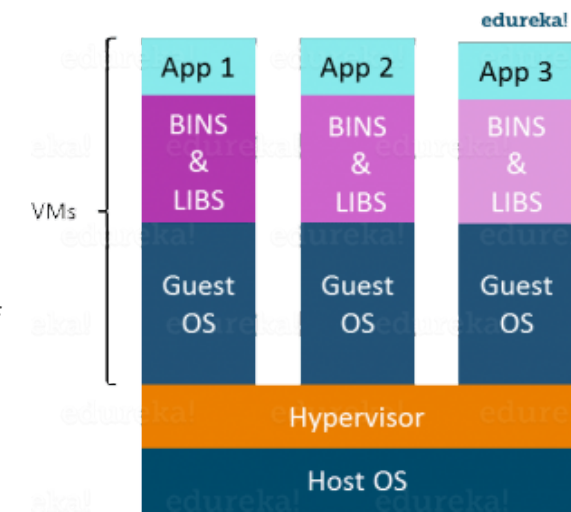 edureka!
App 1
App 2
App 3
BINS
&
LIBS
BINS
&
LIBS
BINS
&
LIBS
VMs
Guest
OS
Guest
OS
Guest
OS
Hypervisor
Host OS